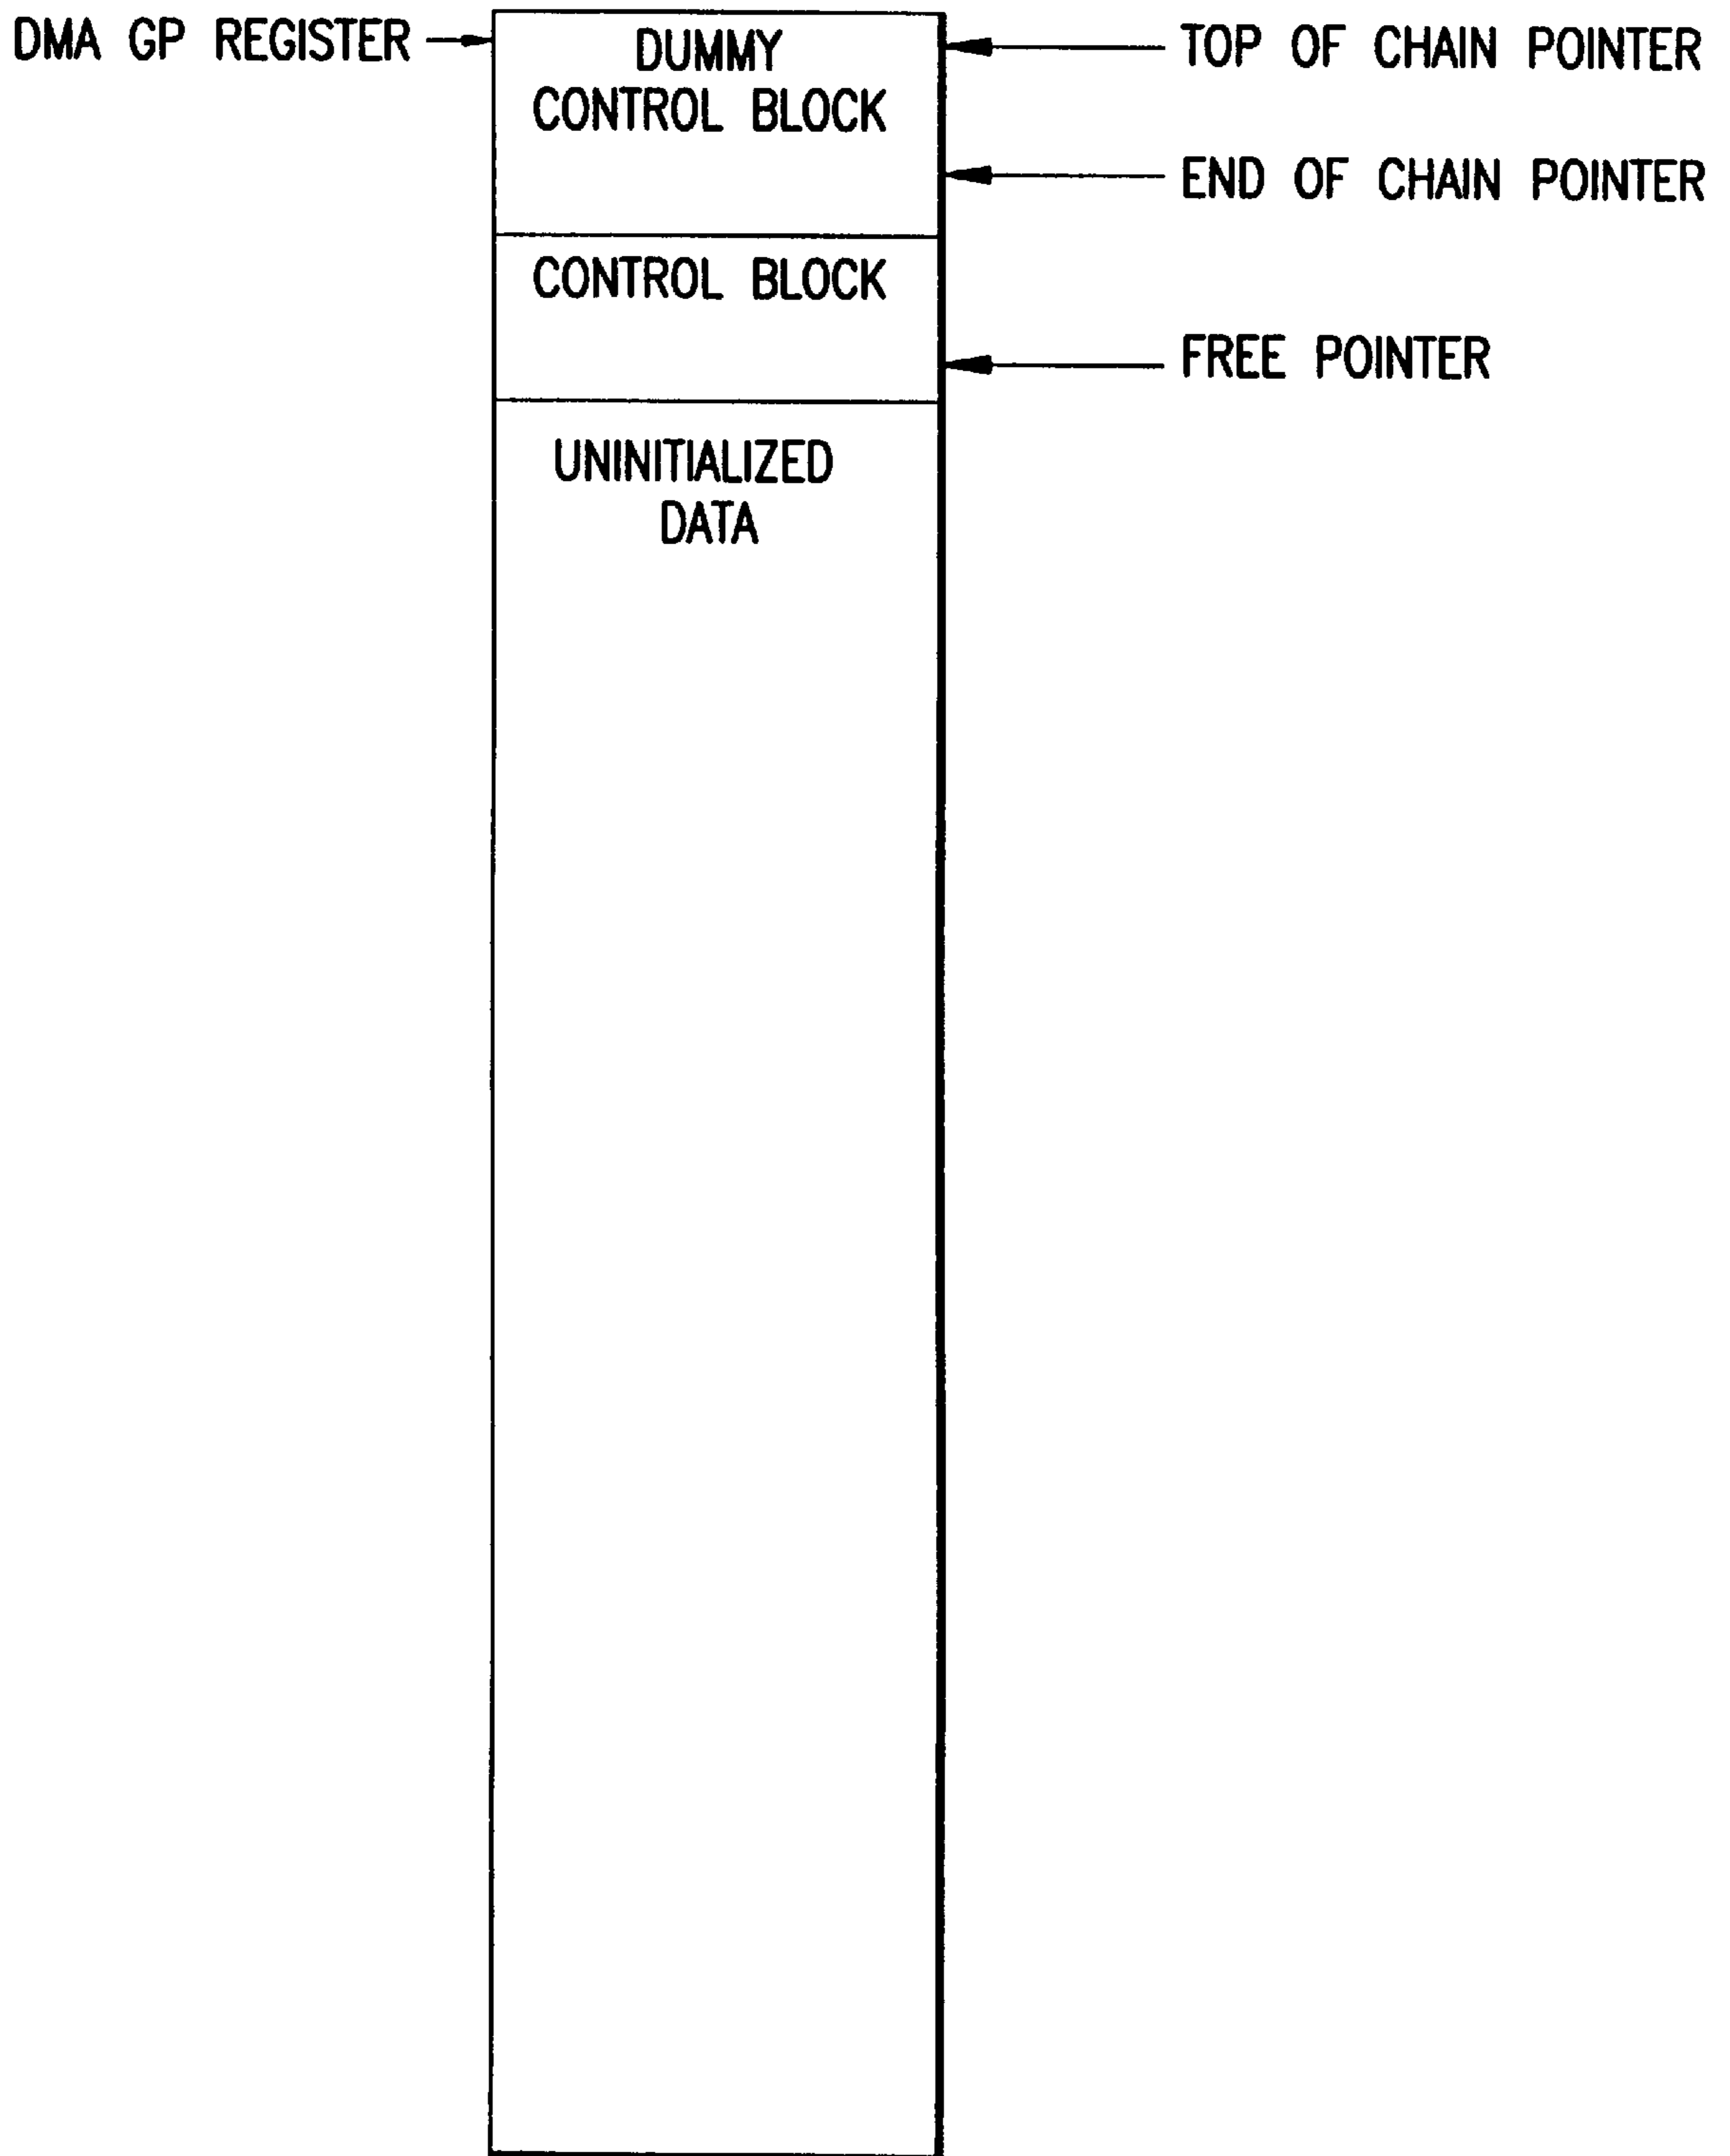 DMA GP REGISTER
DUMMY
CONTROL BLOCK
TOP OF CHAIN POINTER
END OF CHAIN POINTER
CONTROL BLOCK
FREE POINTER
UNINITIALIZED
DATA